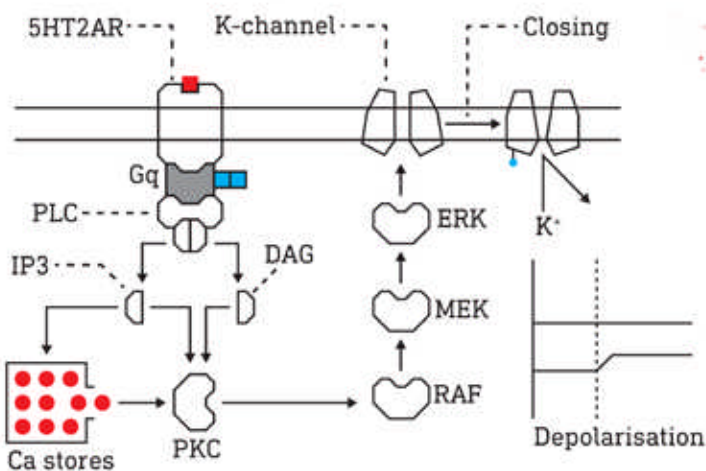 5HT2AR
K-channel
Closing
Gq
PLC
K⁺
ERK
IP3
DAG
MEK
RAF
PKC
Ca stores
Depolarisation